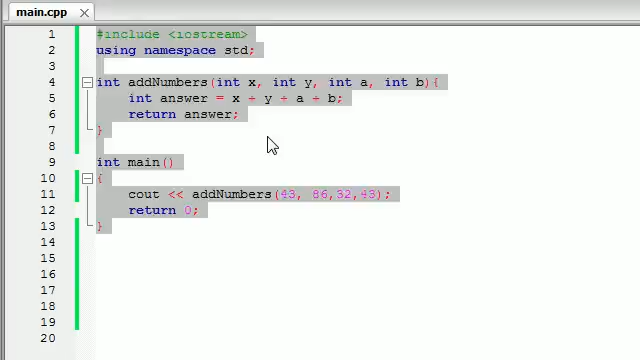 main.cpp
1 #include <iostream>
2 using namespace std;
3
4 int addNumbers(int x, int y, int a, int b){
5 int answer = x + y + a + b;
6 return answer;
7 }
8
9 int main()
10 {
11 cout << addNumbers(43, 86,32,43);
12 return 0;
13 }
14
15
16
17
18
19
20